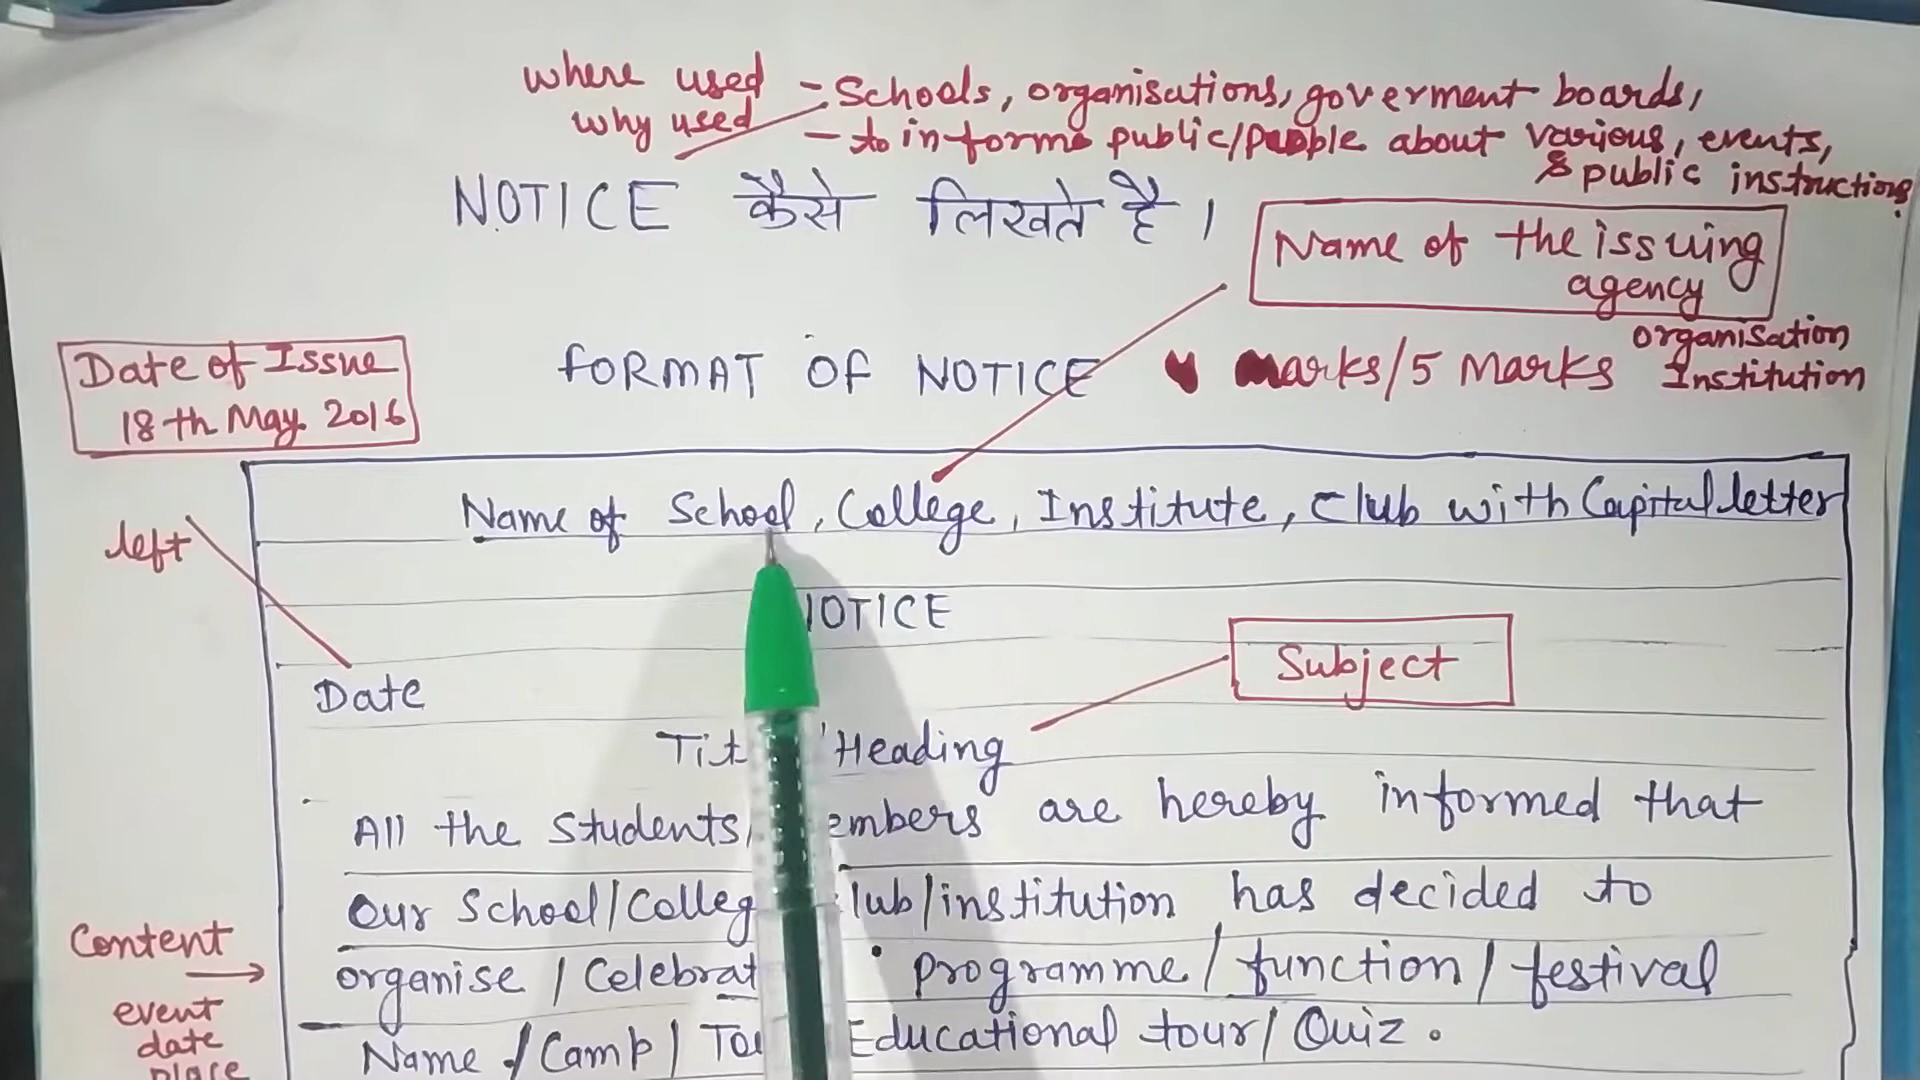 where used - Schools, organisations, goverment boards,
why used - to informe public/people about various, events,
& public instructions.
NOTICE कैसे लिखते है ।
Name of the issuing
agency
organisation
Institution
FORMAT OF NOTICE
marks/5 Marks
Date of Issue
18th May. 2016
left
Name of School, College, Institute, Club with Capital letter
NOTICE
Subject
Date
Heading
All the students, embers are hereby informed that
Our School/Colleg lub/institution has decided to
Content
organise / Celebrat programme/ function/ festival
event
date
place
Name / Camp / To Educational tour/ Quiz.